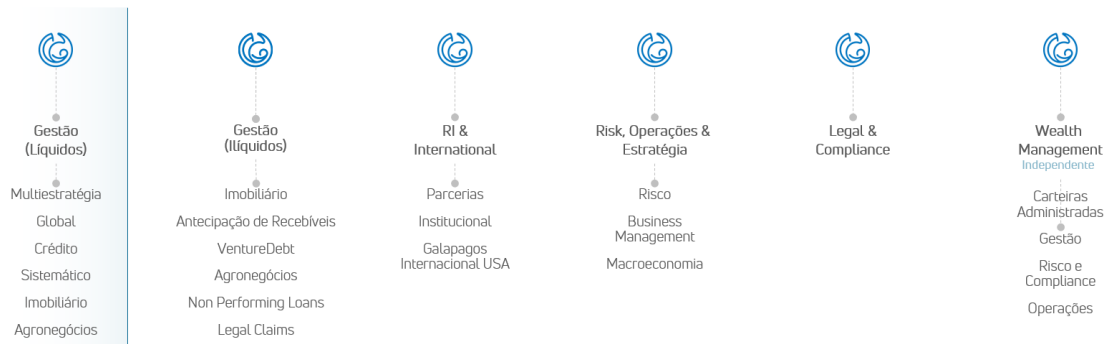 Gestão
(Líquidos)
Multiestratégia
Global
Crédito
Sistemático
Imobiliário
Agronegócios
Gestão
(Ilíquidos)
Imobiliário
Antecipação de Recebíveis
VentureDebt
Agronegócios
Non Performing Loans
Legal Claims
RI &
International
Parcerias
Institucional
Galapagos
Internacional USA
Risk, Operações &
Estratégia
Risco
Business
Management
Macroeconomia
Legal &
Compliance
Wealth
Management
Independente
Carteiras
Administradas
Gestão
Risco e
Compliance
Operações